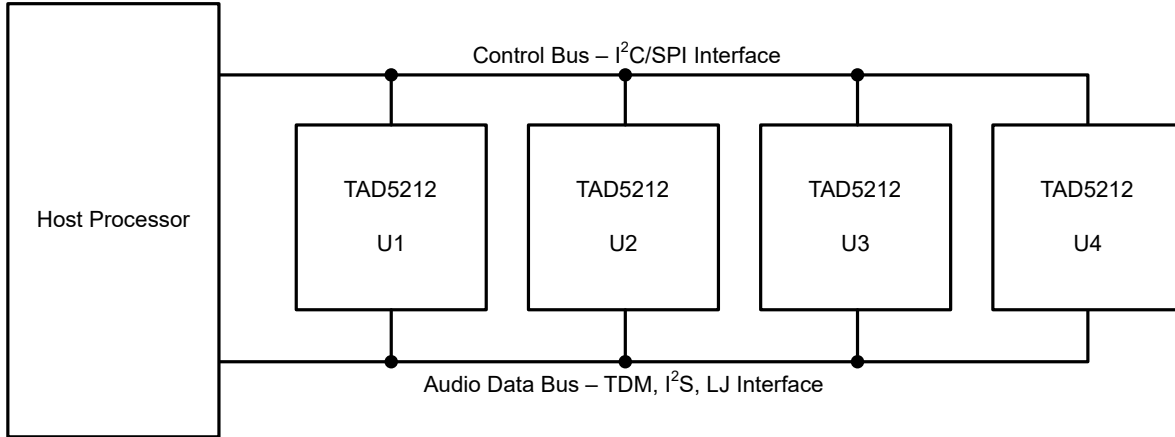 Control Bus – I²C/SPI Interface
Host Processor
TAD5212
U1
TAD5212
U2
TAD5212
U3
TAD5212
U4
Audio Data Bus – TDM, I²S, LJ Interface